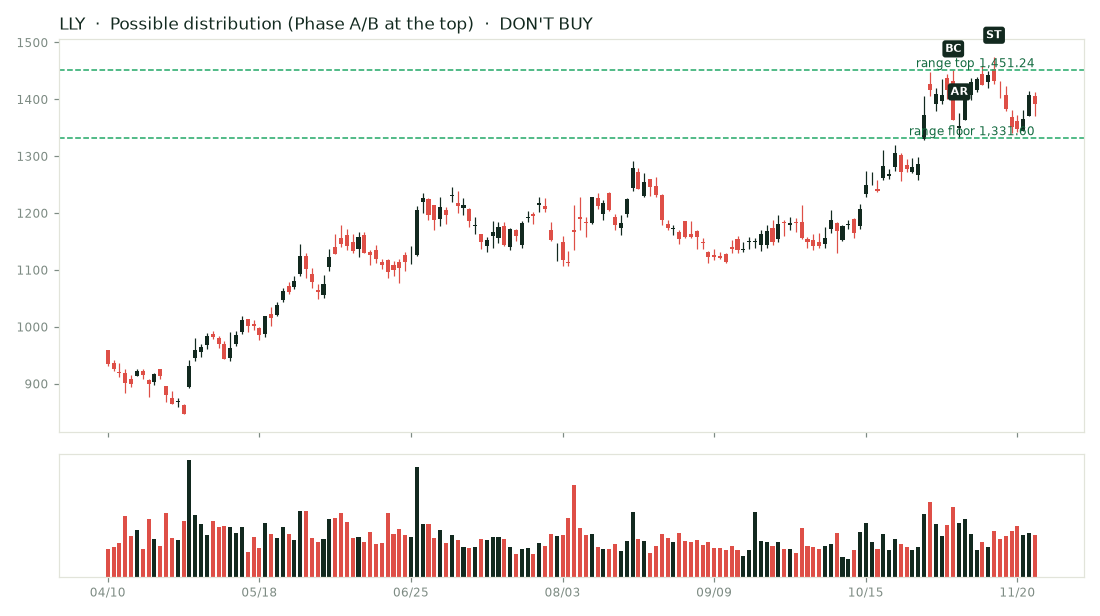 LLY · Possible distribution (Phase A/B at the top) · DON'T BUY
ST
BC
1500
range top 1,451.24
AR
1400
range floor 1,331.60
1300
1200
1100
1000
900
04/10 05/18 06/25 08/03 09/09 10/15 11/20